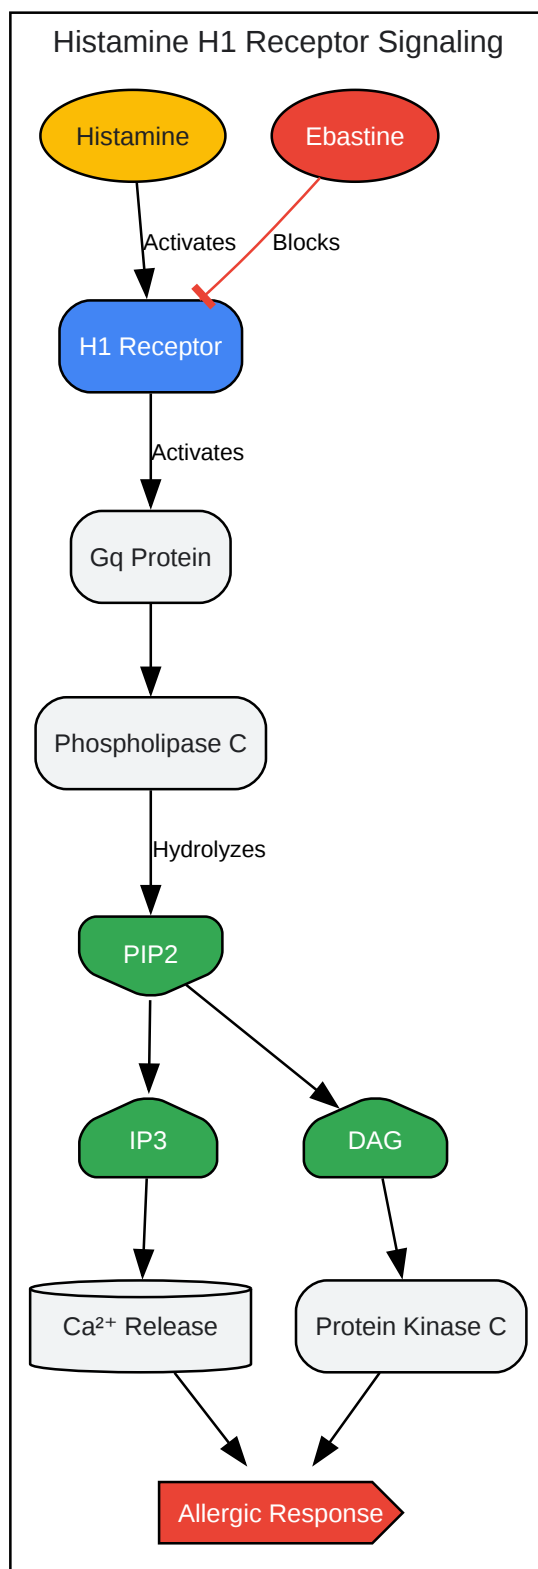 Histamine H1 Receptor Signaling
Histamine
Ebastine
Activates
Blocks
H1 Receptor
Activates
Gq Protein
Phospholipase C
Hydrolyzes
PIP2
IP3
DAG
Ca²⁺ Release
Protein Kinase C
Allergic Response